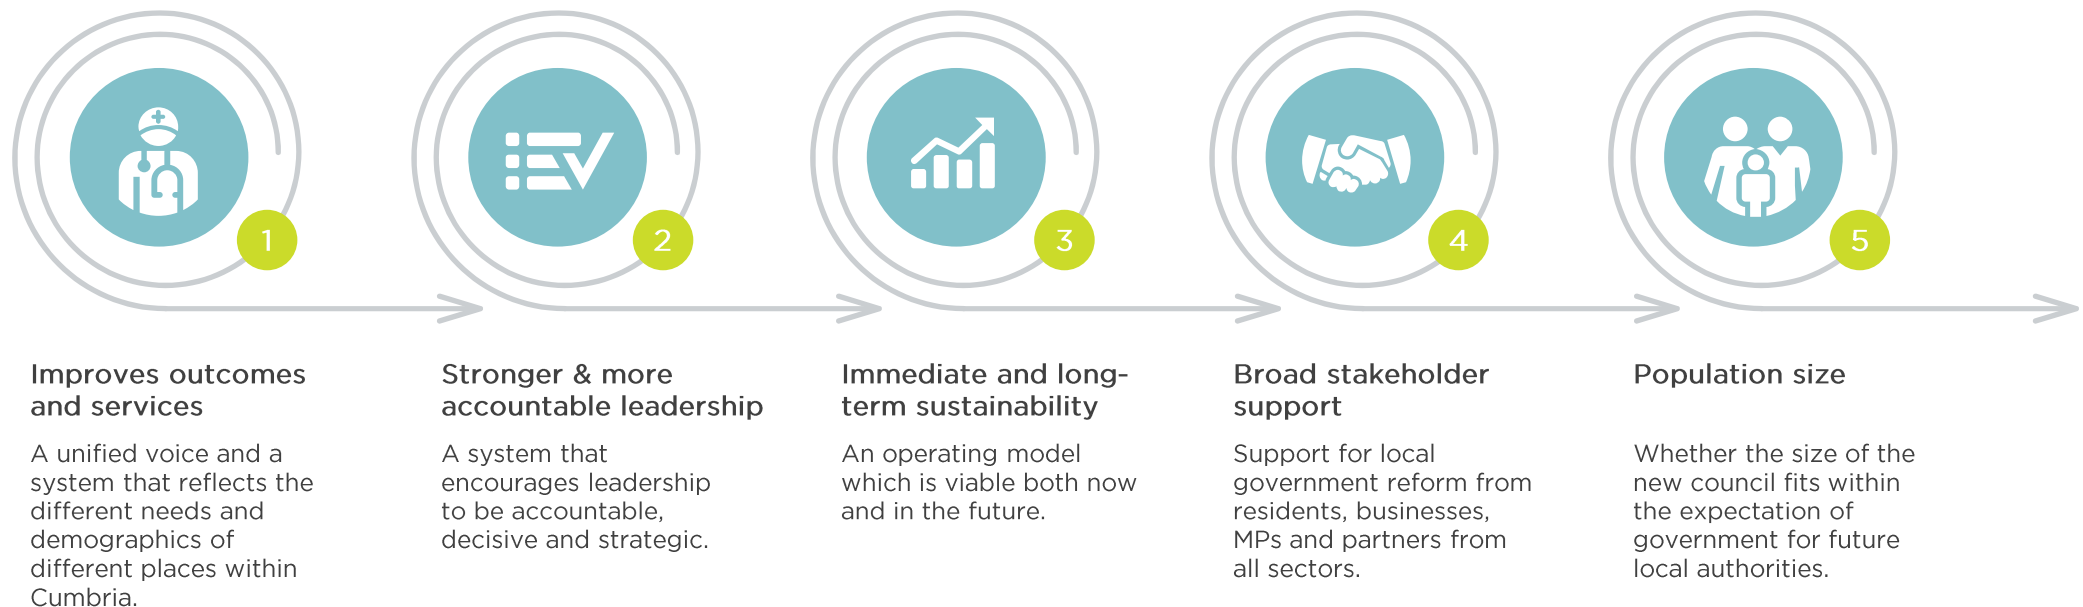 1
Improves outcomes
and services
A unified voice and a
system that reflects the
different needs and
demographics of
different places within
Cumbria.
2
Stronger & more
accountable leadership
A system that
encourages leadership
to be accountable,
decisive and strategic.
3
Immediate and long-
term sustainability
An operating model
which is viable both now
and in the future.
4
Broad stakeholder
support
Support for local
government reform from
residents, businesses,
MPs and partners from
all sectors.
5
Population size
Whether the size of the
new council fits within
the expectation of
government for future
local authorities.